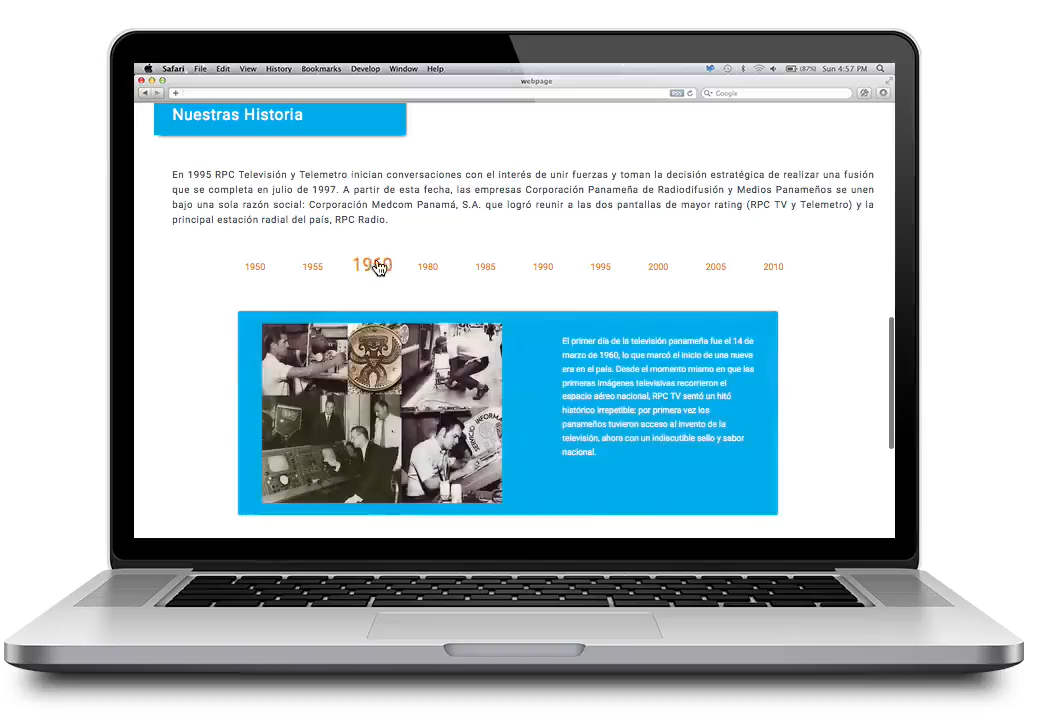 Safari File Edit View History Bookmarks Develop Window Help (87%) Sun 4:57 PM
webpage
RSS Google
Nuestras Historia
En 1995 RPC Televisión y Telemetro inician conversaciones con el interés de unir fuerzas y toman la decisión estratégica de realizar una fusión
que se completa en julio de 1997. A partir de esta fecha, las empresas Corporación Panameña de Radiodifusión y Medios Panameños se unen
bajo una sola razón social: Corporación Medcom Panamá, S.A. que logró reunir a las dos pantallas de mayor rating (RPC TV y Telemetro) y la
principal estación radial del país, RPC Radio.
1950 1955 1960 1980 1985 1990 1995 2000 2005 2010
El primer día de la televisión panameña fue el 14 de
marzo de 1960, lo que marcó el inicio de una nueva
era en el país. Desde el momento mismo en que las
primeras imágenes televisivas recorrieron el
espacio aéreo nacional, RPC TV sentó un hitó
histórico irrepetible: por primera vez los
panameños tuvieron acceso al invento de la
televisión, ahora con un indiscutible sello y sabor
nacional.
SERVICIO INFORMA